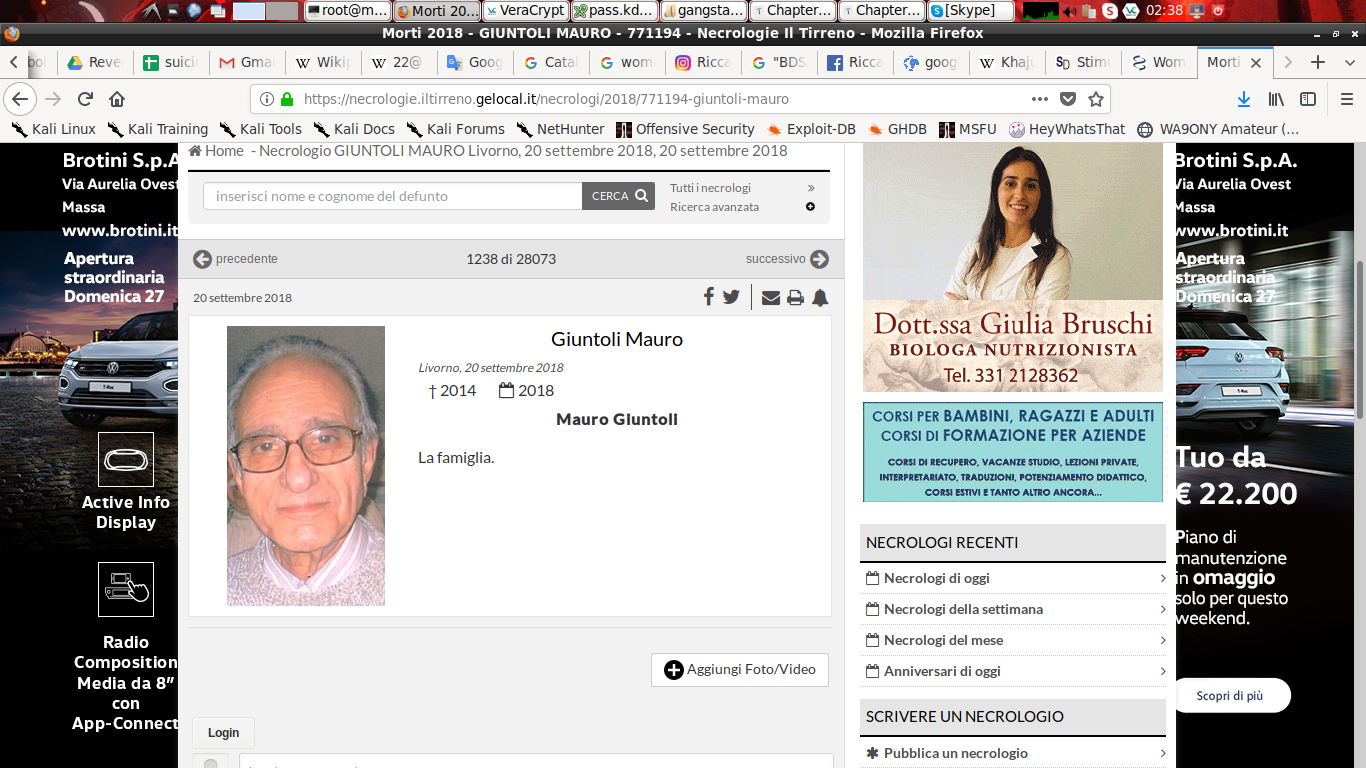 root@m...
Morti 20...
VeraCrypt
pass.kd...
gangsta...
Chapter...
Chapter...
[Skype]
02:38
Morti 2018 - GIUNTOLI MAURO - 771194 - Necrologie Il Tirreno - Mozilla Firefox
Reve
suici
Gma
Wikip
22@
Goog
Catal
wom
Ricca
"BDS
Ricca
goog
Khaju
Stimu
Wom
Morti
https://necrologie.iltirreno.gelocal.it/necrologi/2018/771194-giuntoli-mauro
Kali Linux
Kali Training
Kali Tools
Kali Docs
Kali Forums
NetHunter
Offensive Security
Exploit-DB
GHDB
MSFU
HeyWhatsThat
WA9ONY Amateur (...
Brotini S.p.A
Via Aurelia Ovest
Massa
www.brotini.it
Apertura
straordinaria
Domenica 27
T-Roc
Active Info
Display
Radio
Composition
Media da 8”
con
App-Connect
Home - Necrologio GIUNTOLI MAURO Livorno, 20 settembre 2018, 20 settembre 2018
inserisci nome e cognome del defunto
CERCA
Tutti i necrologi
Ricerca avanzata
precedente
1238 di 28073
successivo
20 settembre 2018
Giuntoli Mauro
Livorno, 20 settembre 2018
† 2014 2018
Mauro Giuntoli
La famiglia.
Aggiungi Foto/Video
Login
Dott.ssa Giulia Bruschi
BIOLOGA NUTRIZIONISTA
Tel. 331 2128362
CORSI PER BAMBINI, RAGAZZI E ADULTI
CORSI DI FORMAZIONE PER AZIENDE
CORSI DI RECUPERO, VACANZE STUDIO, LEZIONI PRIVATE,
INTERPRETARIATO, TRADUZIONI, POTENZIAMENTO DIDATTICO,
CORSI ESTIVI E TANTO ALTRO ANCORA...
NECROLOGI RECENTI
Necrologi di oggi
Necrologi della settimana
Necrologi del mese
Anniversari di oggi
SCRIVERE UN NECROLOGIO
Pubblica un necrologio
Brotini S.p.A.
Via Aurelia Ovest
Massa
www.brotini.it
Apertura
straordinaria
Domenica 27
T-Roc
Tuo da
€ 22.200
Piano di
manutenzione
in omaggio
solo per questo
weekend.
Scopri di più